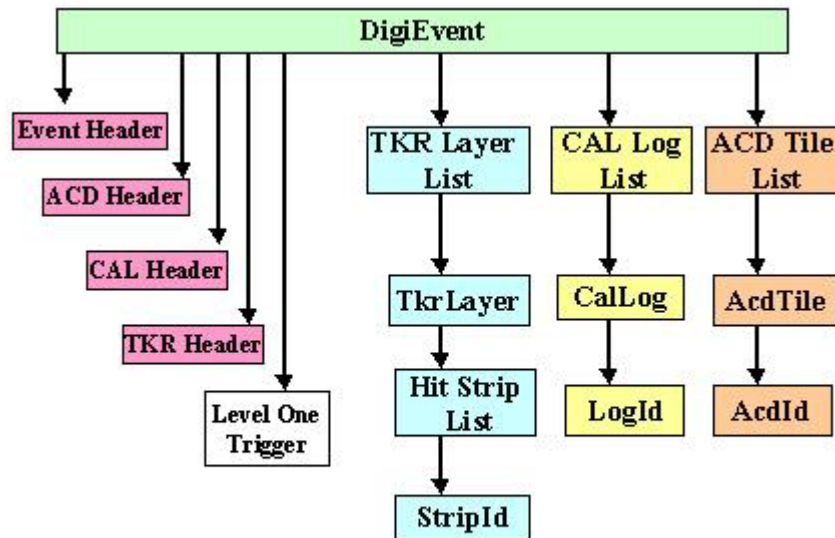 DigiEvent
Event Header
ACD Header
CAL Header
TKR Header
Level One
Trigger
TKR Layer
List
TkrLayer
Hit Strip
List
StripId
CAL Log
List
CalLog
LogId
ACD Tile
List
AcdTile
AcdId